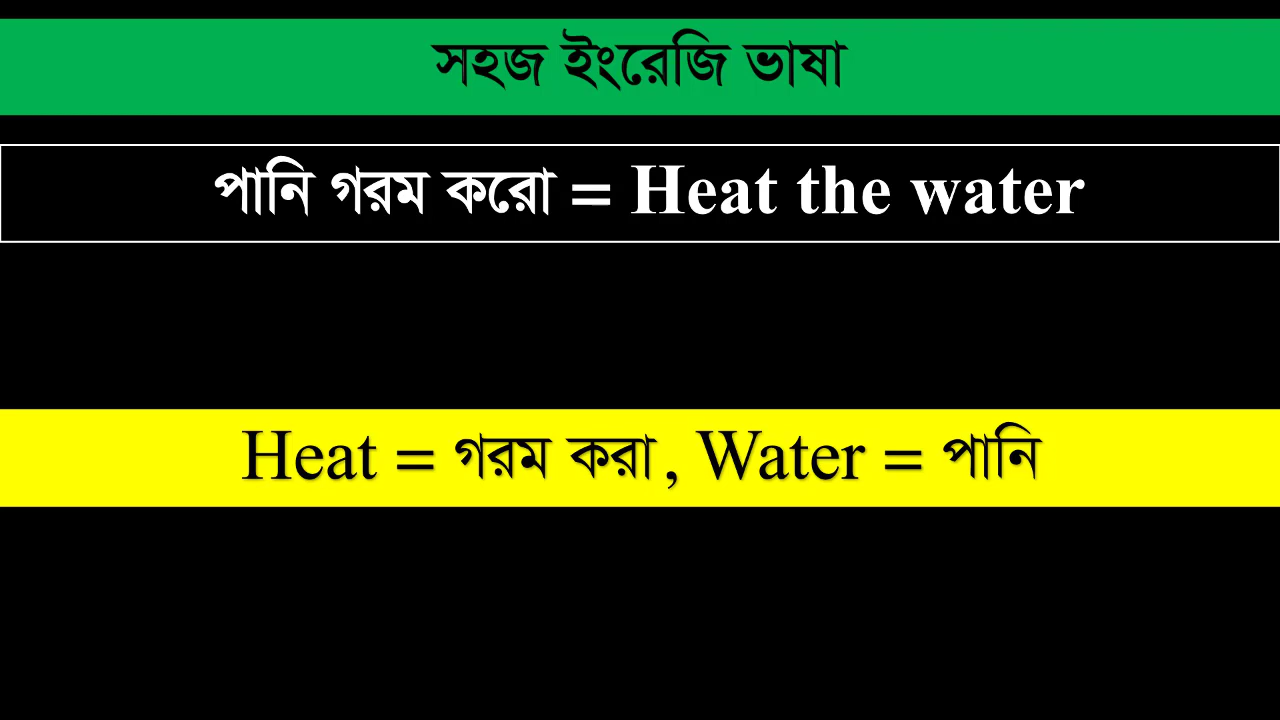 সহজ ইংরেজি ভাষা
পানি গরম করো = Heat the water
Heat = গরম করা, Water = পানি